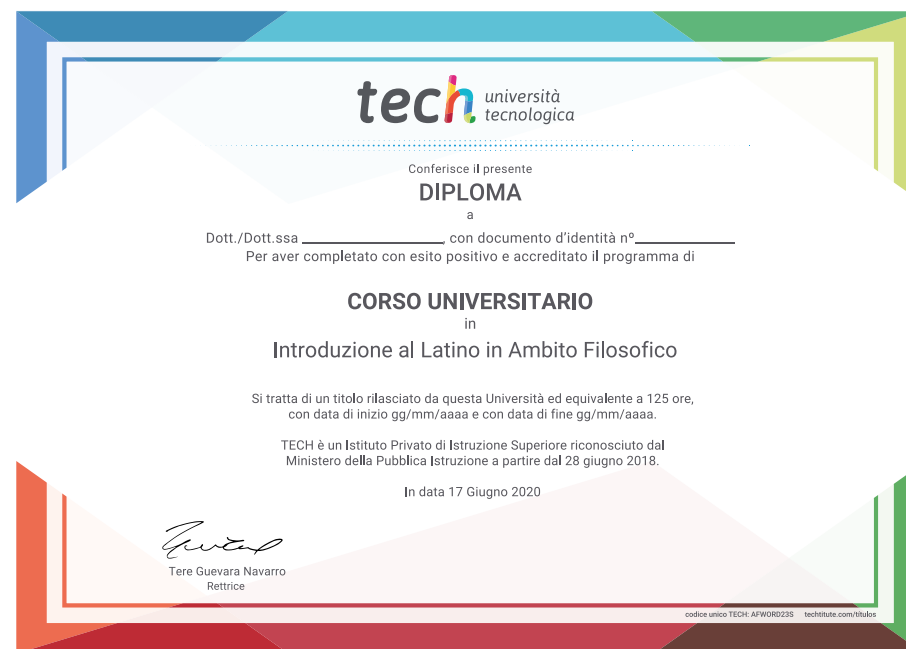 tech università
tecnologica
Conferisce il presente
DIPLOMA
a
Dott./Dott.ssa ____________________, con documento d'identità nº______________
Per aver completato con esito positivo e accreditato il programma di
CORSO UNIVERSITARIO
in
Introduzione al Latino in Ambito Filosofico
Si tratta di un titolo rilasciato da questa Università ed equivalente a 125 ore,
con data di inizio gg/mm/aaaa e con data di fine gg/mm/aaaa.
TECH è un Istituto Privato di Istruzione Superiore riconosciuto dal
Ministero della Pubblica Istruzione a partire dal 28 giugno 2018.
In data 17 Giugno 2020
Tere Guevara Navarro
Rettrice
codice unico TECH: AFWORD23S techtitute.com/titulos